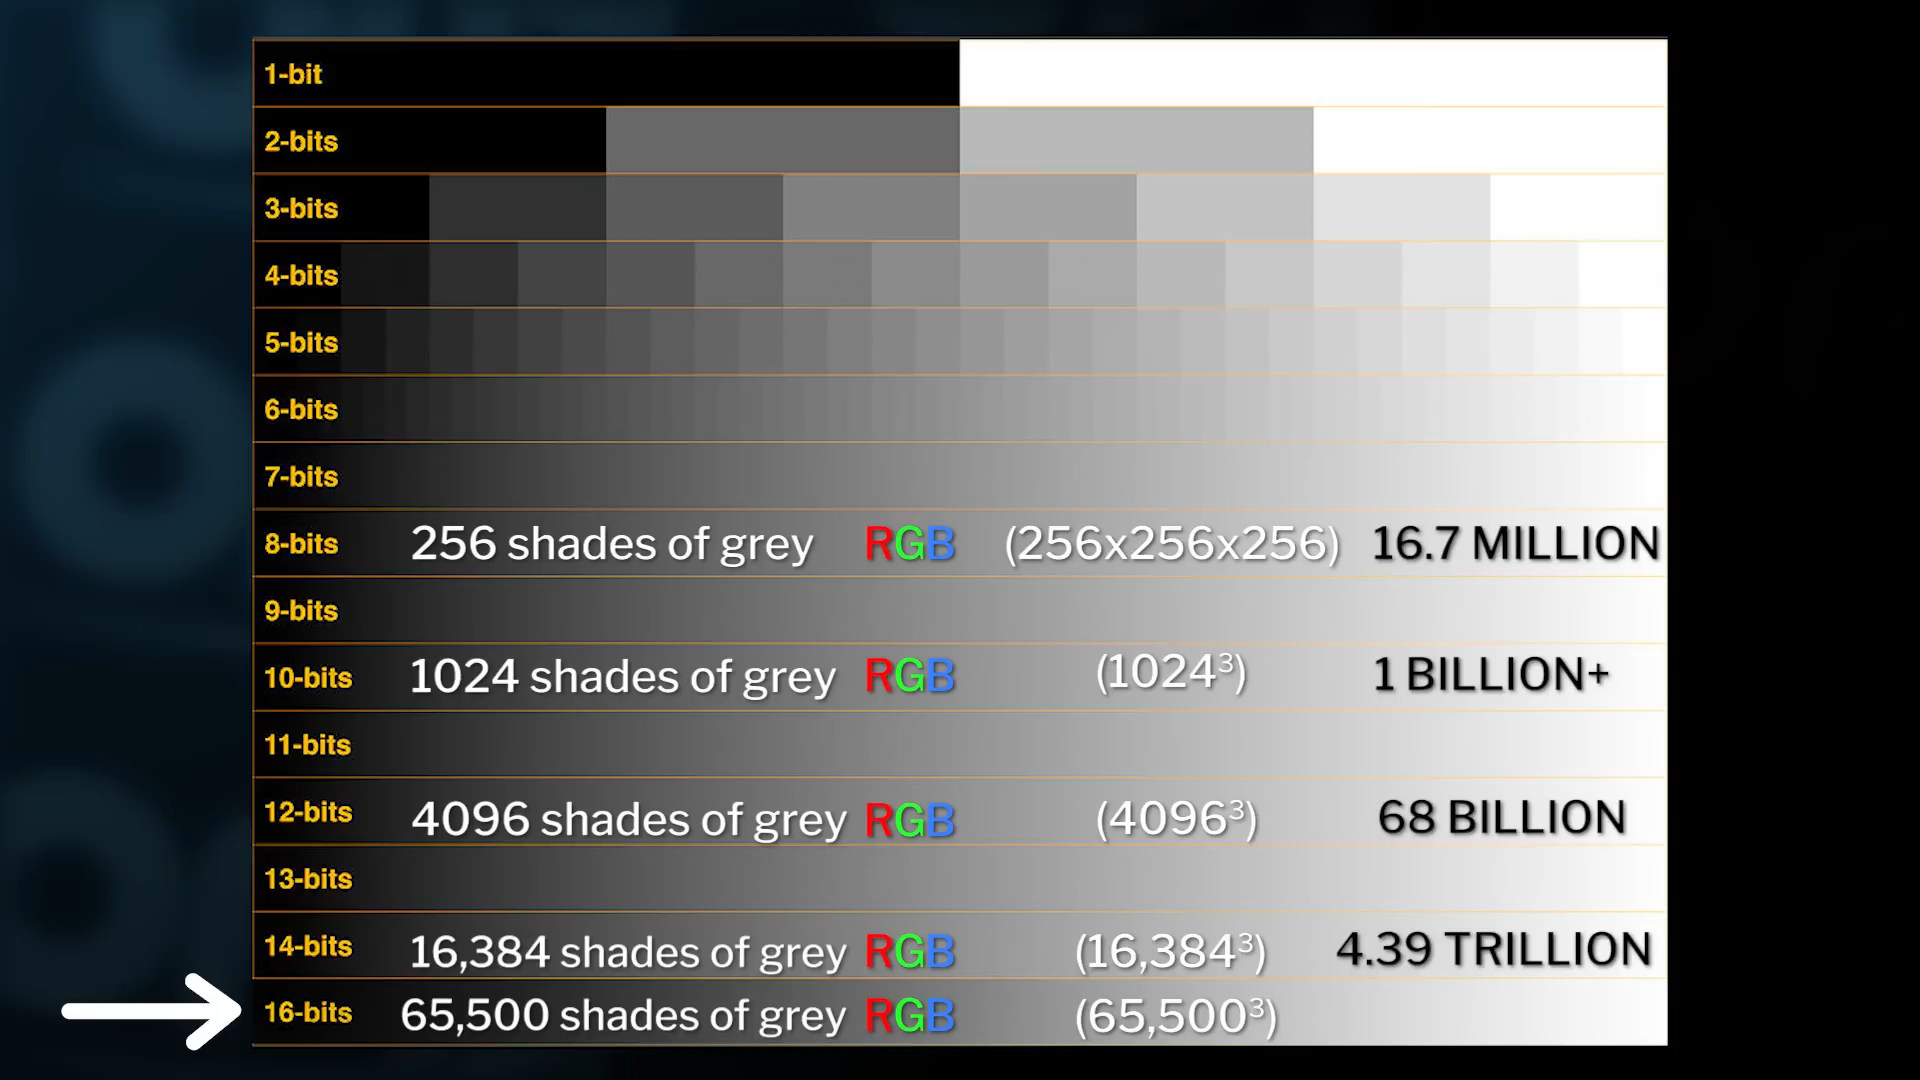 1-bit
2-bits
3-bits
4-bits
5-bits
6-bits
7-bits
8-bits 256 shades of grey RGB (256x256x256) 16.7 MILLION
9-bits
10-bits 1024 shades of grey RGB (1024³) 1 BILLION+
11-bits
12-bits 4096 shades of grey RGB (4096³) 68 BILLION
13-bits
14-bits 16,384 shades of grey RGB (16,384³) 4.39 TRILLION
16-bits 65,500 shades of grey RGB (65,500³)